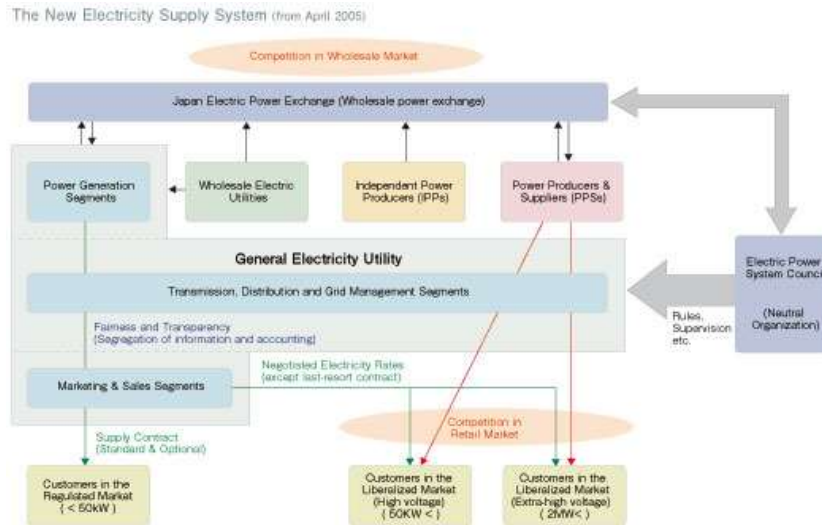 The New Electricity Supply System (from April 2005)
Competition in Wholesale Market
Japan Electric Power Exchange (Wholesale power exchange)
Power Generation
Segments
Wholesale Electric
Utilities
Independent Power
Producers (IPPs)
Power Producers &
Suppliers (PPSs)
General Electricity Utility
Transmission, Distribution and Grid Management Segments
Electric Power
System Council
(Neutral
Organization)
Rules,
Supervision
etc.
Fairness and Transparency
(Segregation of information and accounting)
Marketing & Sales Segments
Negotiated Electricity Rates
(except last-resort contract)
Competition in
Retail Market
Supply Contract
(Standard & Optional)
Customers in the
Regulated Market
( < 50kW )
Customers in the
Liberalized Market
(High voltage)
( 50KW < )
Customers in the
Liberalized Market
(Extra-high voltage)
( 2MW< )